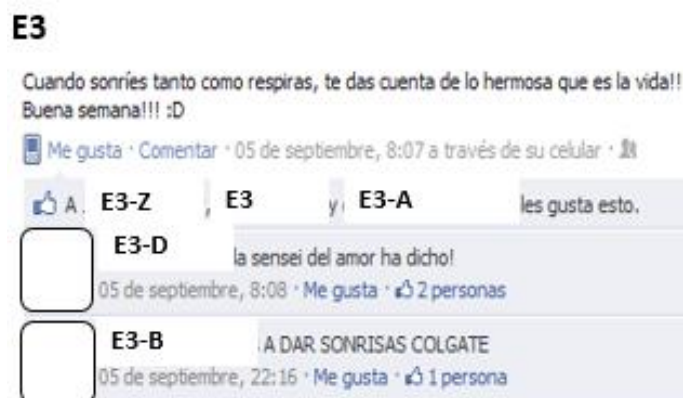 E3
Cuando sonríes tanto como respiras, te das cuenta de lo hermosa que es la vida!!
Buena semana!!! :D
Me gusta · Comentar · 05 de septiembre, 8:07 a través de su celular ·
A E3-Z , E3 y E3-A les gusta esto.
E3-D la sensei del amor ha dicho!
05 de septiembre, 8:08 · Me gusta · 2 personas
E3-B A DAR SONRISAS COLGATE
05 de septiembre, 22:16 · Me gusta · 1 persona